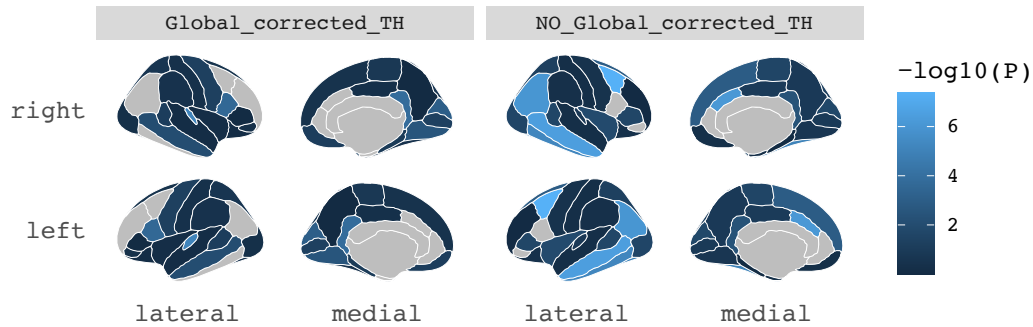 Global_corrected_TH
NO_Global_corrected_TH
−log10(P)
right
6
4
2
left
lateral
medial
lateral
medial